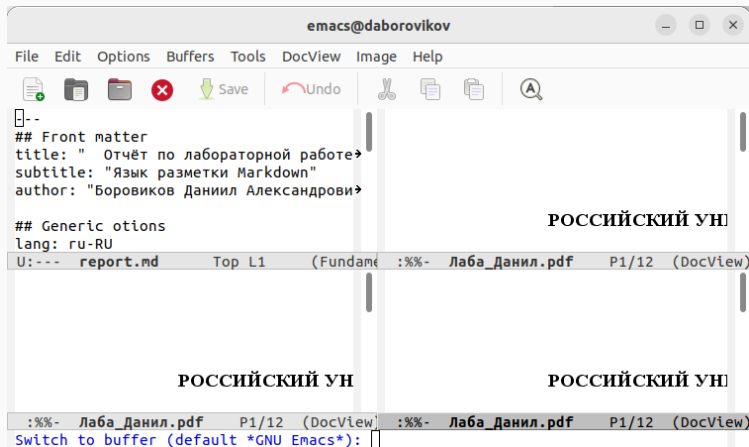 emacs@daborovikov
File Edit Options Buffers Tools DocView Image Help
Save Undo
---
## Front matter
title: "  Отчёт по лабораторной работе
subtitle: "Язык разметки Markdown"
author: "Боровиков Даниил Александрови
## Generic otions
lang: ru-RU
РОССИЙСКИЙ УНИ
U:--- report.md Top L1 (Fundame
:%%- Лаба_Данил.pdf P1/12 (DocView)
РОССИЙСКИЙ УН
РОССИЙСКИЙ УНИ
:%%- Лаба_Данил.pdf P1/12 (DocView)
:%%- Лаба_Данил.pdf P1/12 (DocView)
Switch to buffer (default *GNU Emacs*):